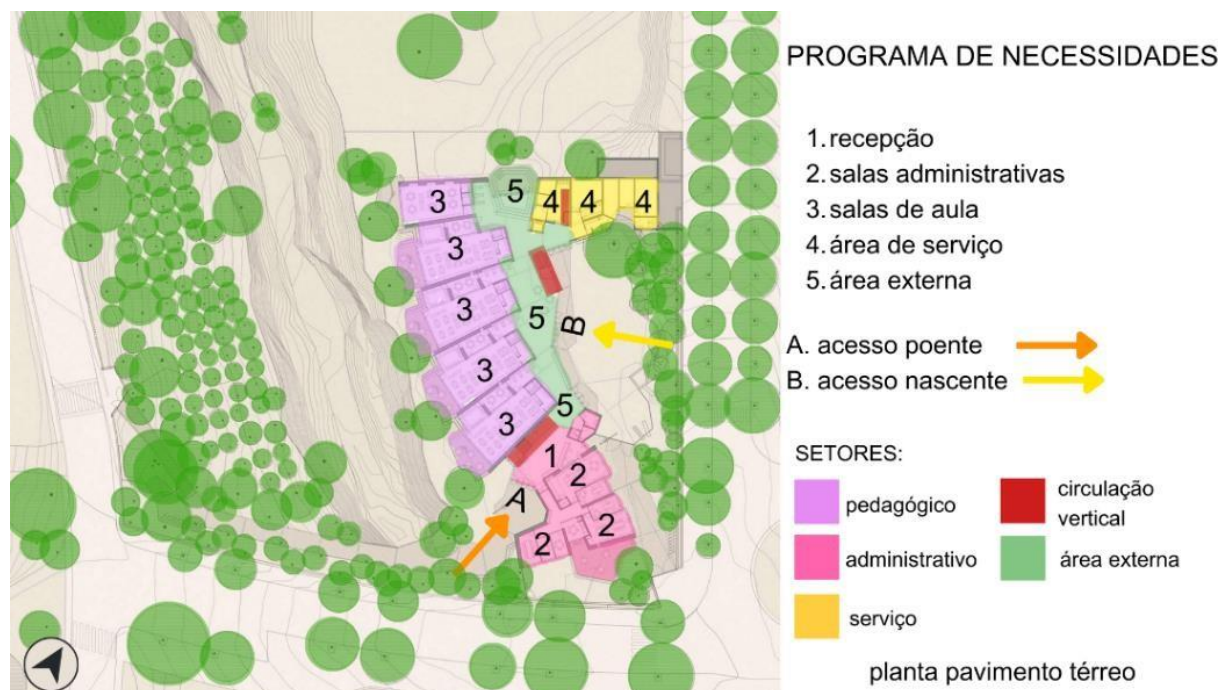 PROGRAMA DE NECESSIDADES
1. recepção
2. salas administrativas
3. salas de aula
4. área de serviço
5. área externa
A. acesso poente
B. acesso nascente
SETORES:
pedagógico
circulação
vertical
administrativo
área externa
serviço
planta pavimento térreo
3
5
4
4
4
3
3
5
B
3
5
3
1
2
A
2
2